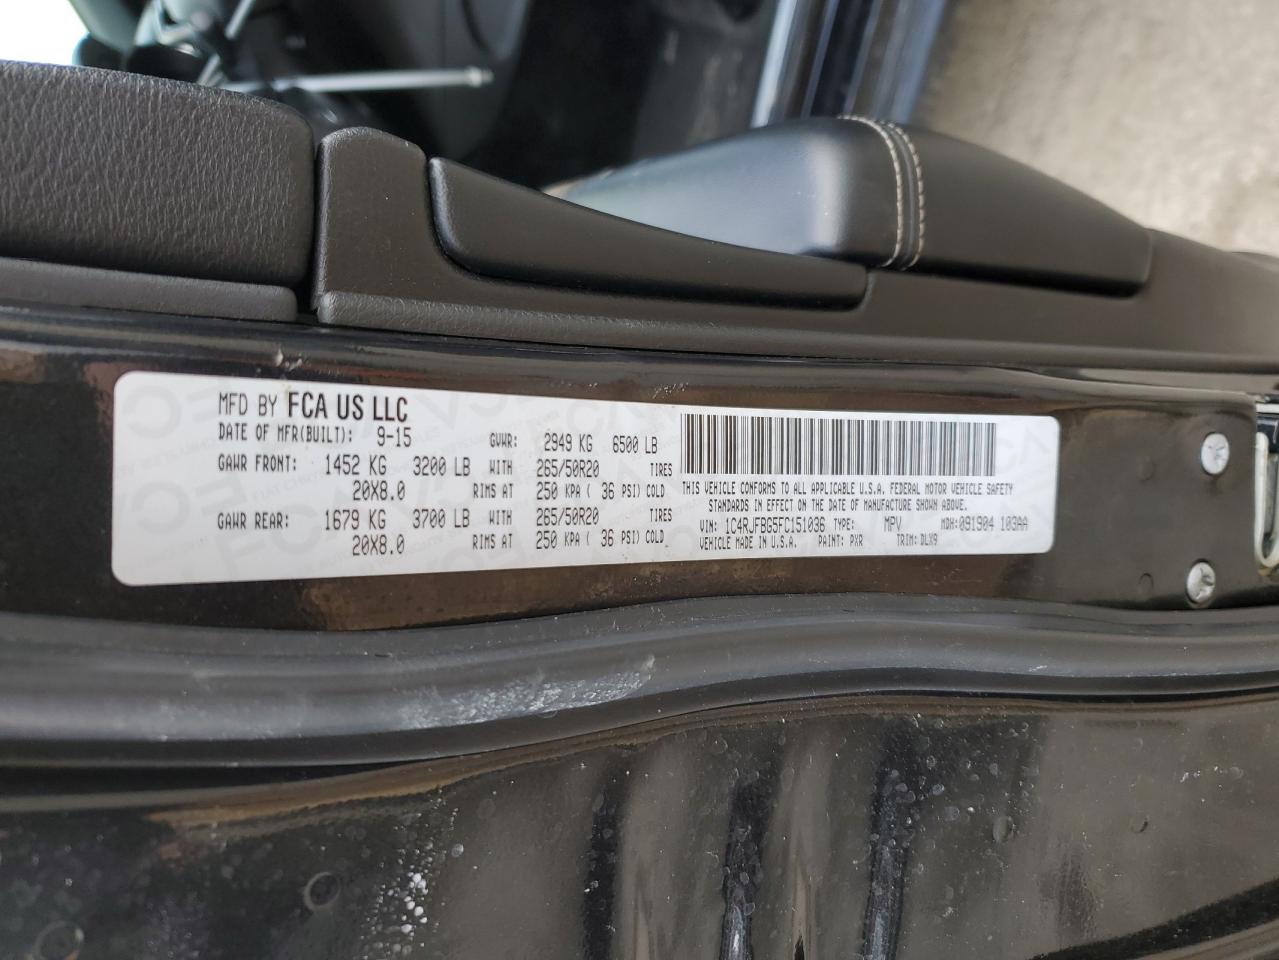 MFD BY FCA US LLC
DATE OF MFR(BUILT): 9-15 GVWR: 2949 KG 6500 LB
GAWR FRONT: 1452 KG 3200 LB WITH 265/50R20 TIRES
20X8.0 RIMS AT 250 KPA ( 36 PSI) COLD
GAWR REAR: 1679 KG 3700 LB WITH 265/50R20 TIRES
20X8.0 RIMS AT 250 KPA ( 36 PSI) COLD
THIS VEHICLE CONFORMS TO ALL APPLICABLE U.S.A. FEDERAL MOTOR VEHICLE SAFETY
STANDARDS IN EFFECT ON THE DATE OF MANUFACTURE SHOWN ABOVE.
VIN: 1C4RJFBG5FC151036 TYPE: MPV MDH: 091904 103AA
VEHICLE MADE IN U.S.A. PAINT: PXR TRIM: DLX9